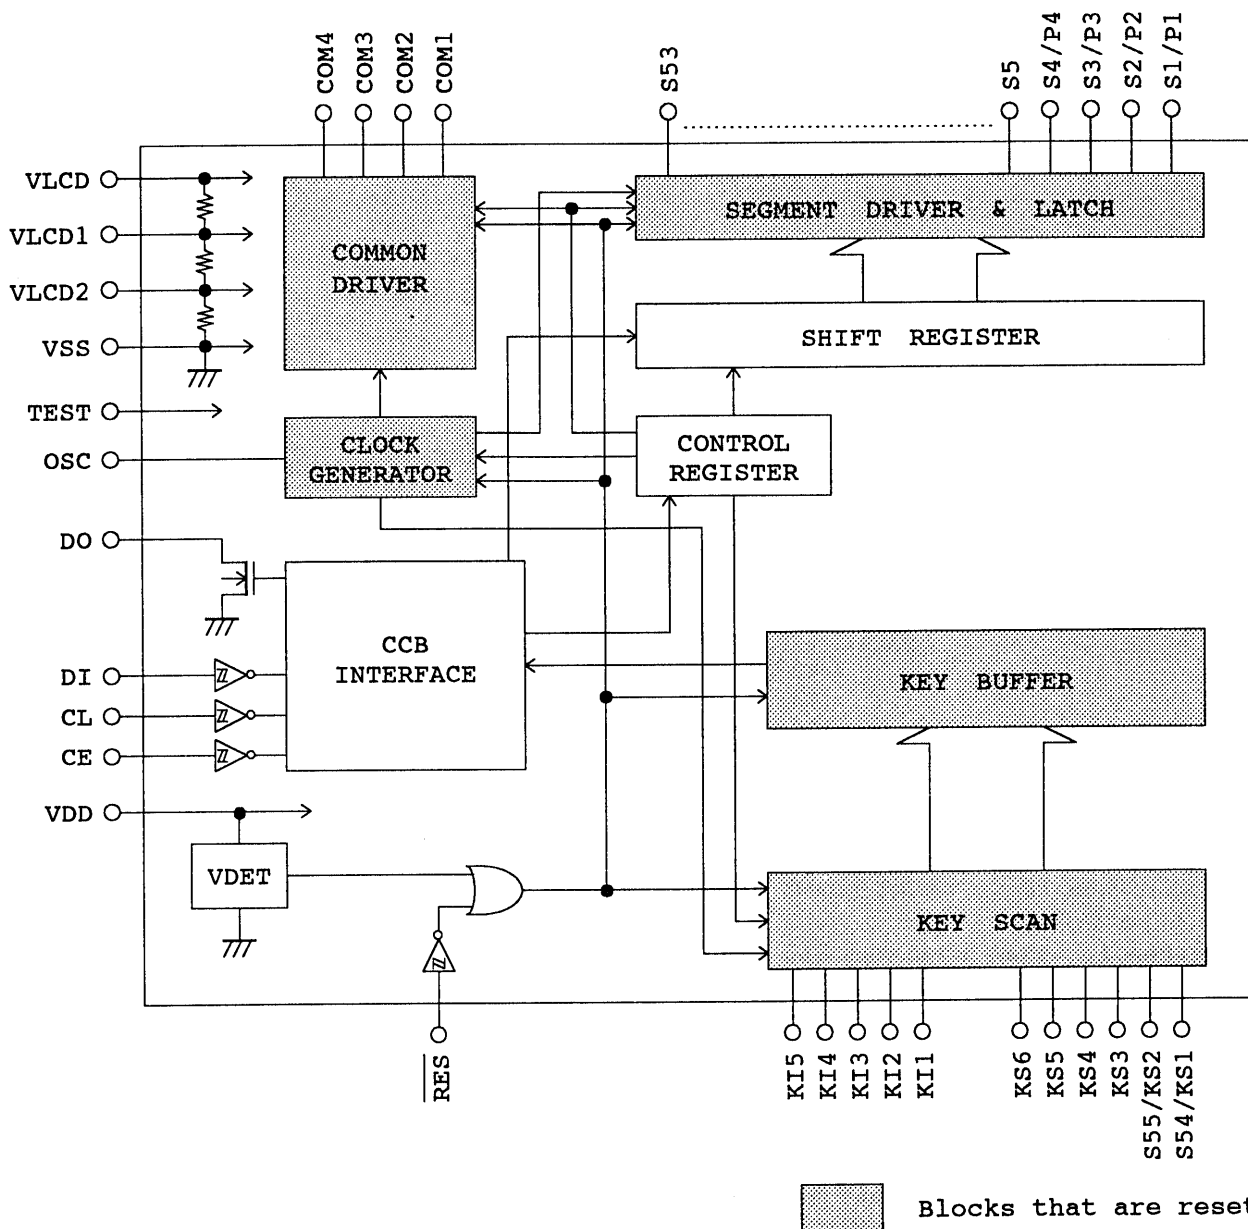 COM4
COM3
COM2
COM1
S53
S5
S4/P4
S3/P3
S2/P2
S1/P1
VLCD
VLCD1
VLCD2
VSS
TEST
OSC
DO
DI
CL
CE
VDD
COMMON
DRIVER
SEGMENT DRIVER & LATCH
SHIFT REGISTER
CLOCK
GENERATOR
CONTROL
REGISTER
CCB
INTERFACE
KEY BUFFER
VDET
KEY SCAN
RES
KI5
KI4
KI3
KI2
KI1
KS6
KS5
KS4
KS3
S55/KS2
S54/KS1
Blocks that are reset